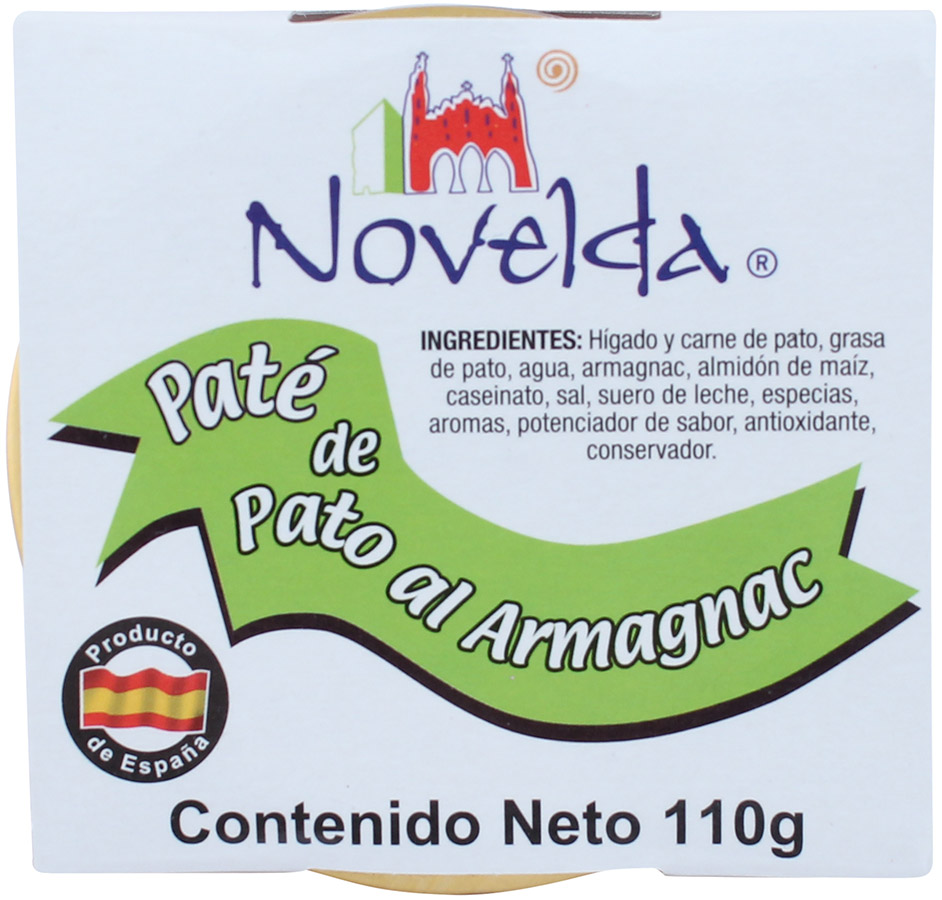 Novelda ®
INGREDIENTES: Hígado y carne de pato, grasa
de pato, agua, armagnac, almidón de maíz,
caseinato, sal, suero de leche, especias,
aromas, potenciador de sabor, antioxidante,
conservador.
Paté
de
Pato al Armagnac
Producto
de España
Contenido Neto 110g